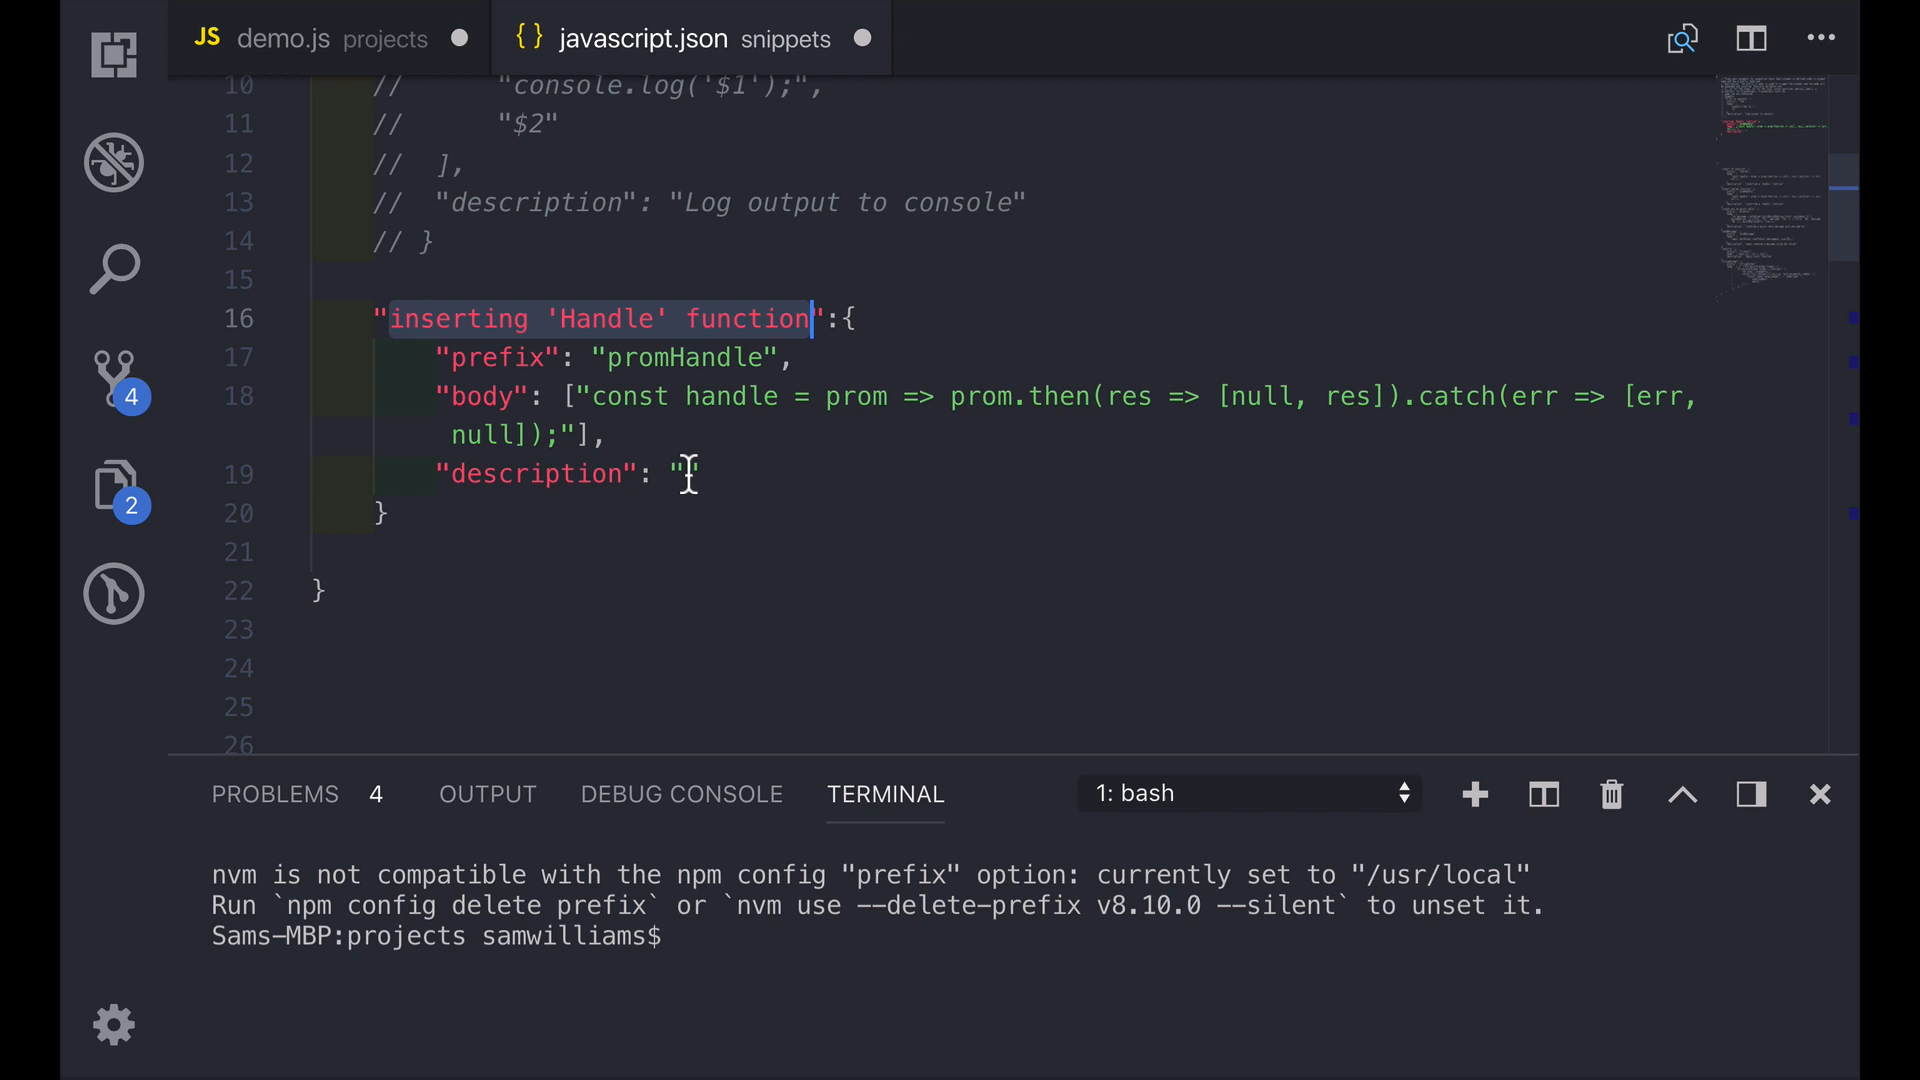 JS demo.js projects
{ } javascript.json snippets
10 // "console.log('$1');",
11 // "$2"
12 // ],
13 // "description": "Log output to console"
14 // }
15
16 "inserting 'Handle' function":{
17 "prefix": "promHandle",
18 "body": ["const handle = prom => prom.then(res => [null, res]).catch(err => [err,
null]);"],
19 "description": ""
20 }
21
22 }
23
24
25
26
4
2
PROBLEMS 4 OUTPUT DEBUG CONSOLE TERMINAL 1: bash
nvm is not compatible with the npm config "prefix" option: currently set to "/usr/local"
Run `npm config delete prefix` or `nvm use --delete-prefix v8.10.0 --silent` to unset it.
Sams-MBP:projects samwilliams$